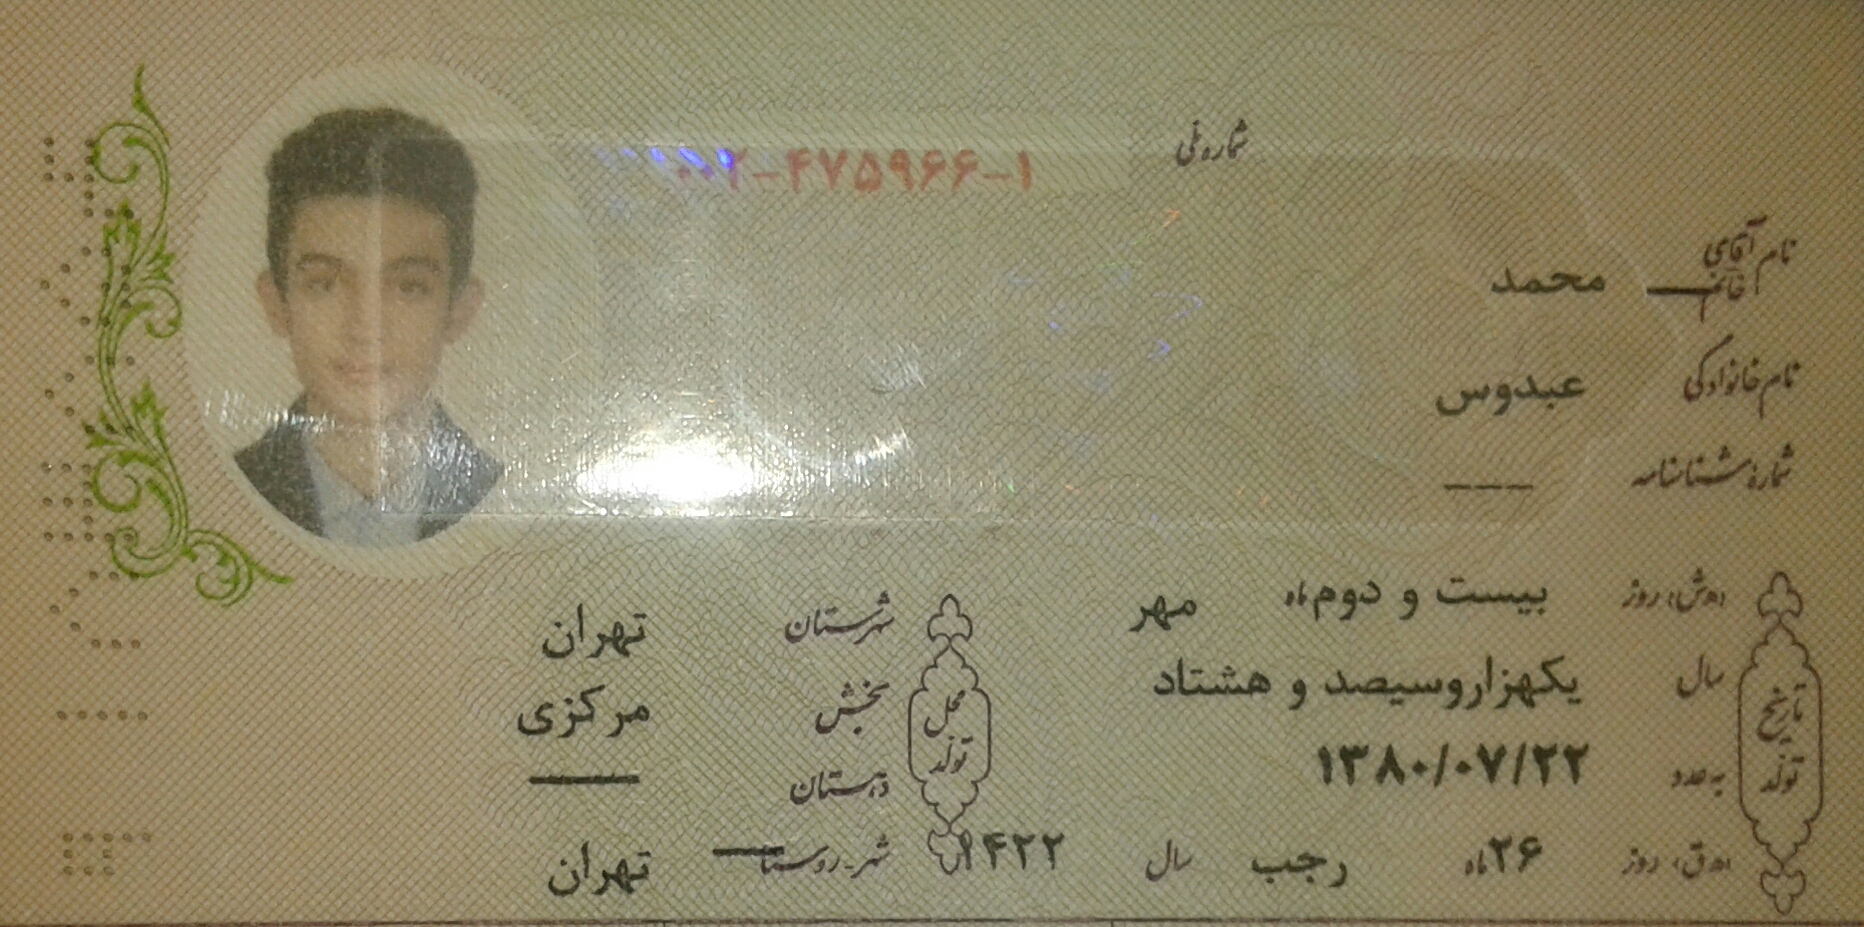 شماره ملی ۰۰۲-۴۷۵۹۶۶-۱
نام آقای محمد
خانم
نام خانوادگی عبدوس
شماره شناسنامه ---
تاریخ تولد
(ه‍.ش) روز بیست و دوم ماه مهر
سال یکهزاروسیصد و هشتاد
به عدد ۱۳۸۰/۰۷/۲۲
(ه‍.ق) روز ۲۶ ماه رجب سال ۱۴۲۲
محل تولد
شهرستان تهران
بخش مرکزی
دهستان
شهر-روستا تهران